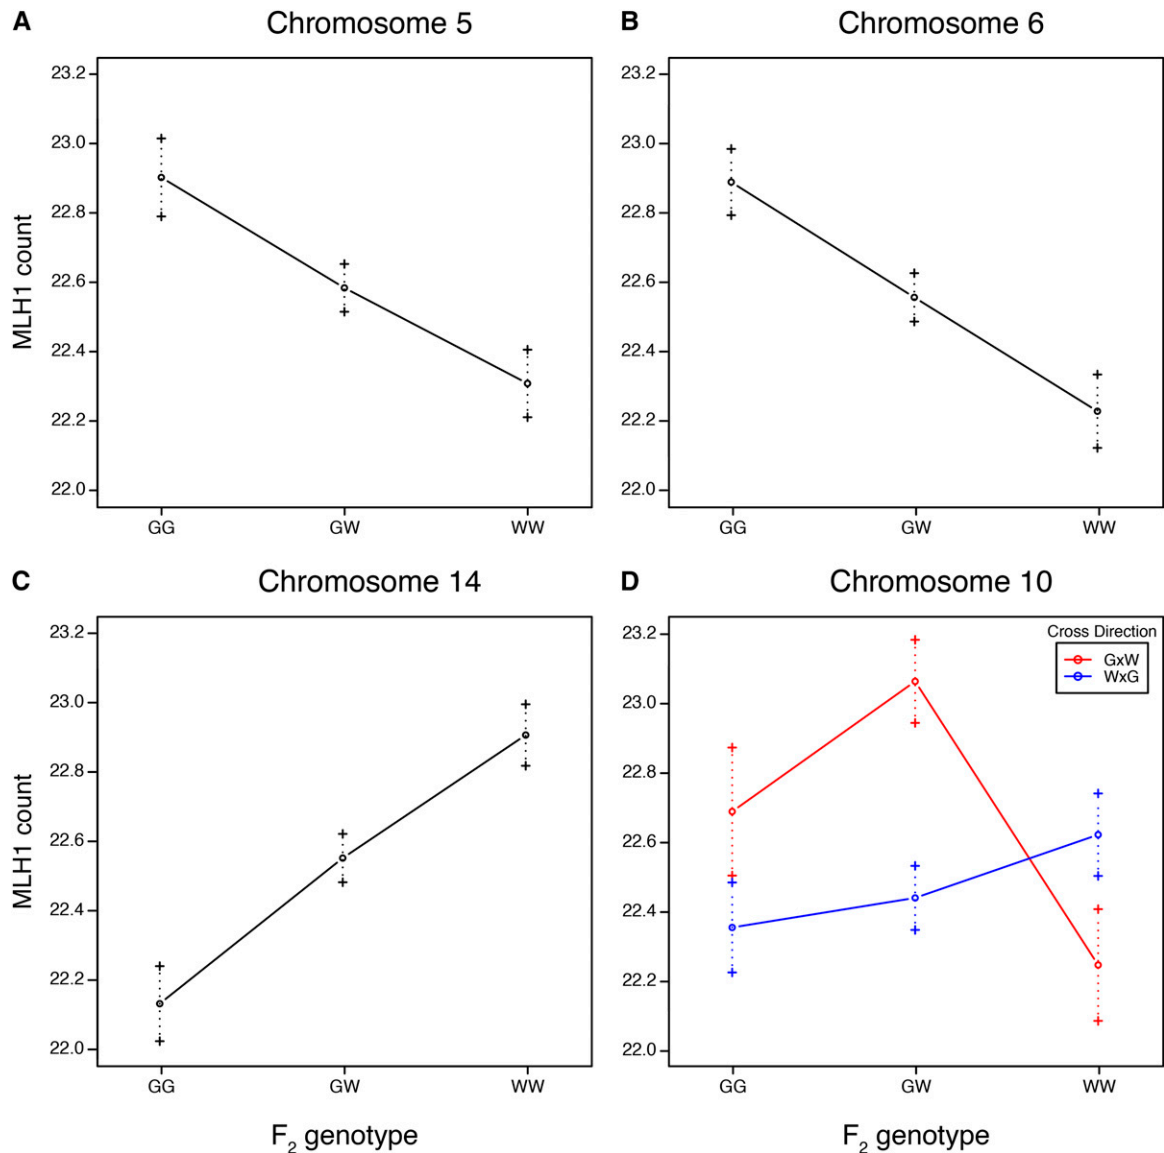 A Chromosome 5
MLH1 count
23.2
23.0
22.8
22.6
22.4
22.2
22.0
GG GW WW
B Chromosome 6
23.2
23.0
22.8
22.6
22.4
22.2
22.0
GG GW WW
C Chromosome 14
MLH1 count
23.2
23.0
22.8
22.6
22.4
22.2
22.0
GG GW WW
F₂ genotype
D Chromosome 10
Cross Direction
GxW
WxG
23.2
23.0
22.8
22.6
22.4
22.2
22.0
GG GW WW
F₂ genotype